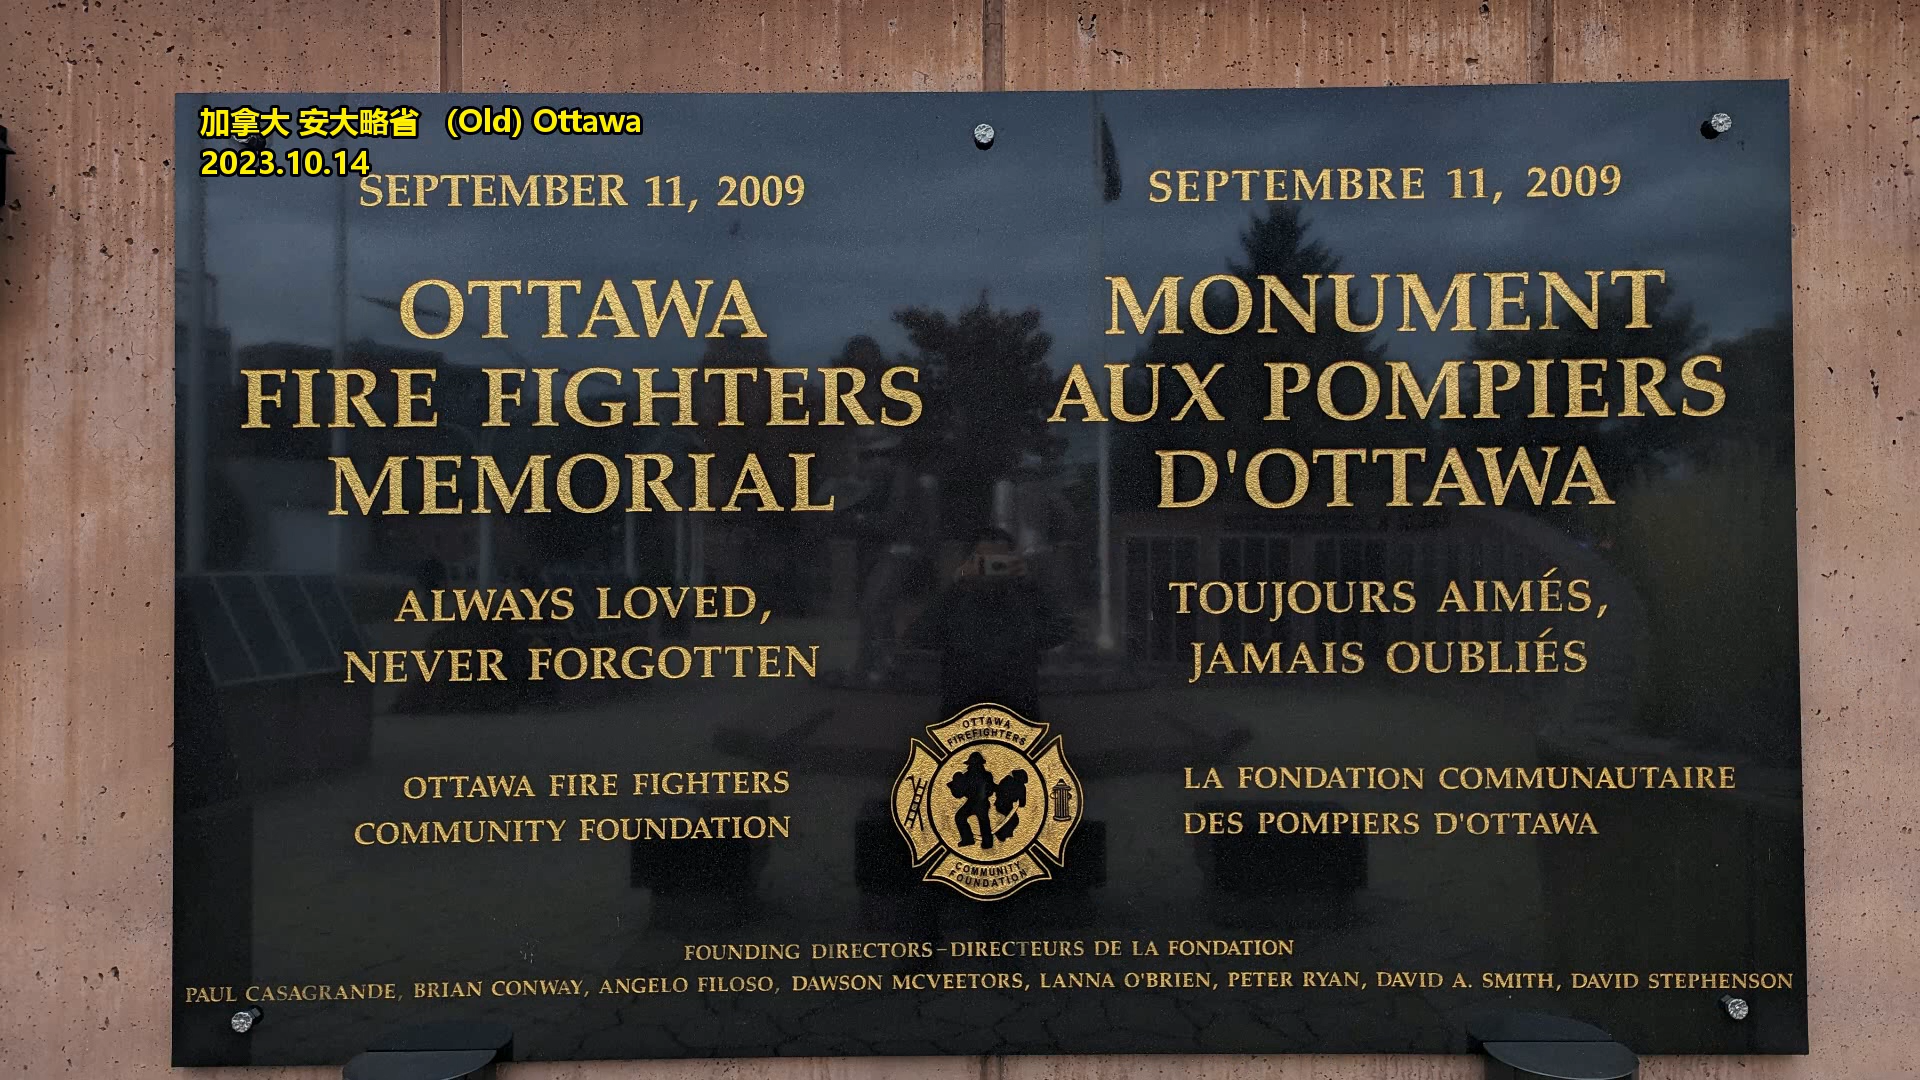 加拿大 安大略省 (Old) Ottawa
2023.10.14
SEPTEMBER 11, 2009
OTTAWA
FIRE FIGHTERS
MEMORIAL
ALWAYS LOVED,
NEVER FORGOTTEN
OTTAWA FIRE FIGHTERS
COMMUNITY FOUNDATION
SEPTEMBRE 11, 2009
MONUMENT
AUX POMPIERS
D'OTTAWA
TOUJOURS AIMÉS,
JAMAIS OUBLIÉS
LA FONDATION COMMUNAUTAIRE
DES POMPIERS D'OTTAWA
OTTAWA
FIREFIGHTERS
COMMUNITY
FOUNDATION
FOUNDING DIRECTORS–DIRECTEURS DE LA FONDATION
PAUL CASAGRANDE, BRIAN CONWAY, ANGELO FILOSO, DAWSON MCVEETORS, LANNA O'BRIEN, PETER RYAN, DAVID A. SMITH, DAVID STEPHENSON